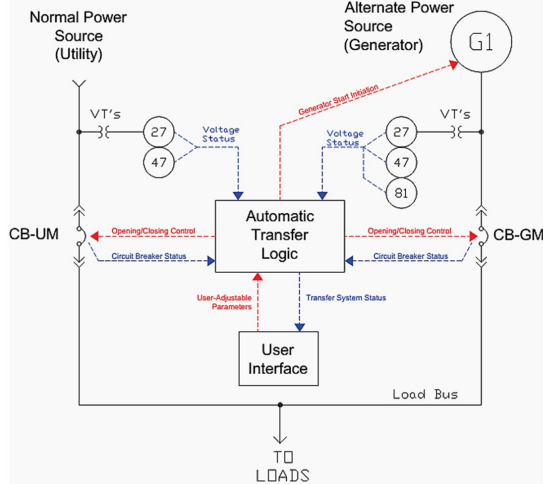 Normal Power
Source
(Utility)
Alternate Power
Source
(Generator)
G1
Generator Start Initiation
VT's
27
47
Voltage
Status
Voltage
Status
27
47
81
VT's
CB-UM
Opening/Closing Control
Circuit Breaker Status
Automatic
Transfer
Logic
Opening/Closing Control
Circuit Breaker Status
CB-GM
User-Adjustable
Parameters
Transfer System Status
User
Interface
Load Bus
TO
LOADS